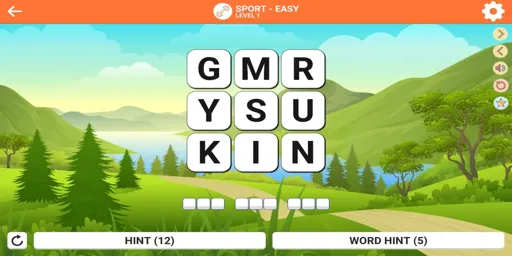 SPORT - EASY
LEVEL 1
G M R
Y S U
K I N
HINT (12)
WORD HINT (5)